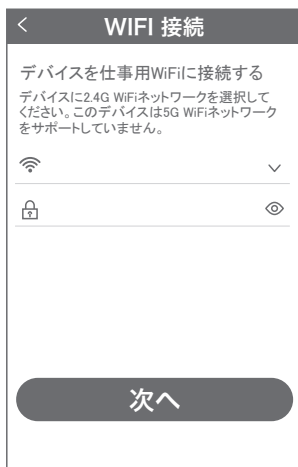 WIFI 接続
デバイスを仕事用WiFiに接続する
デバイスに2.4G WiFiネットワークを選択して
ください。このデバイスは5G WiFiネットワーク
をサポートしていません。
次へ